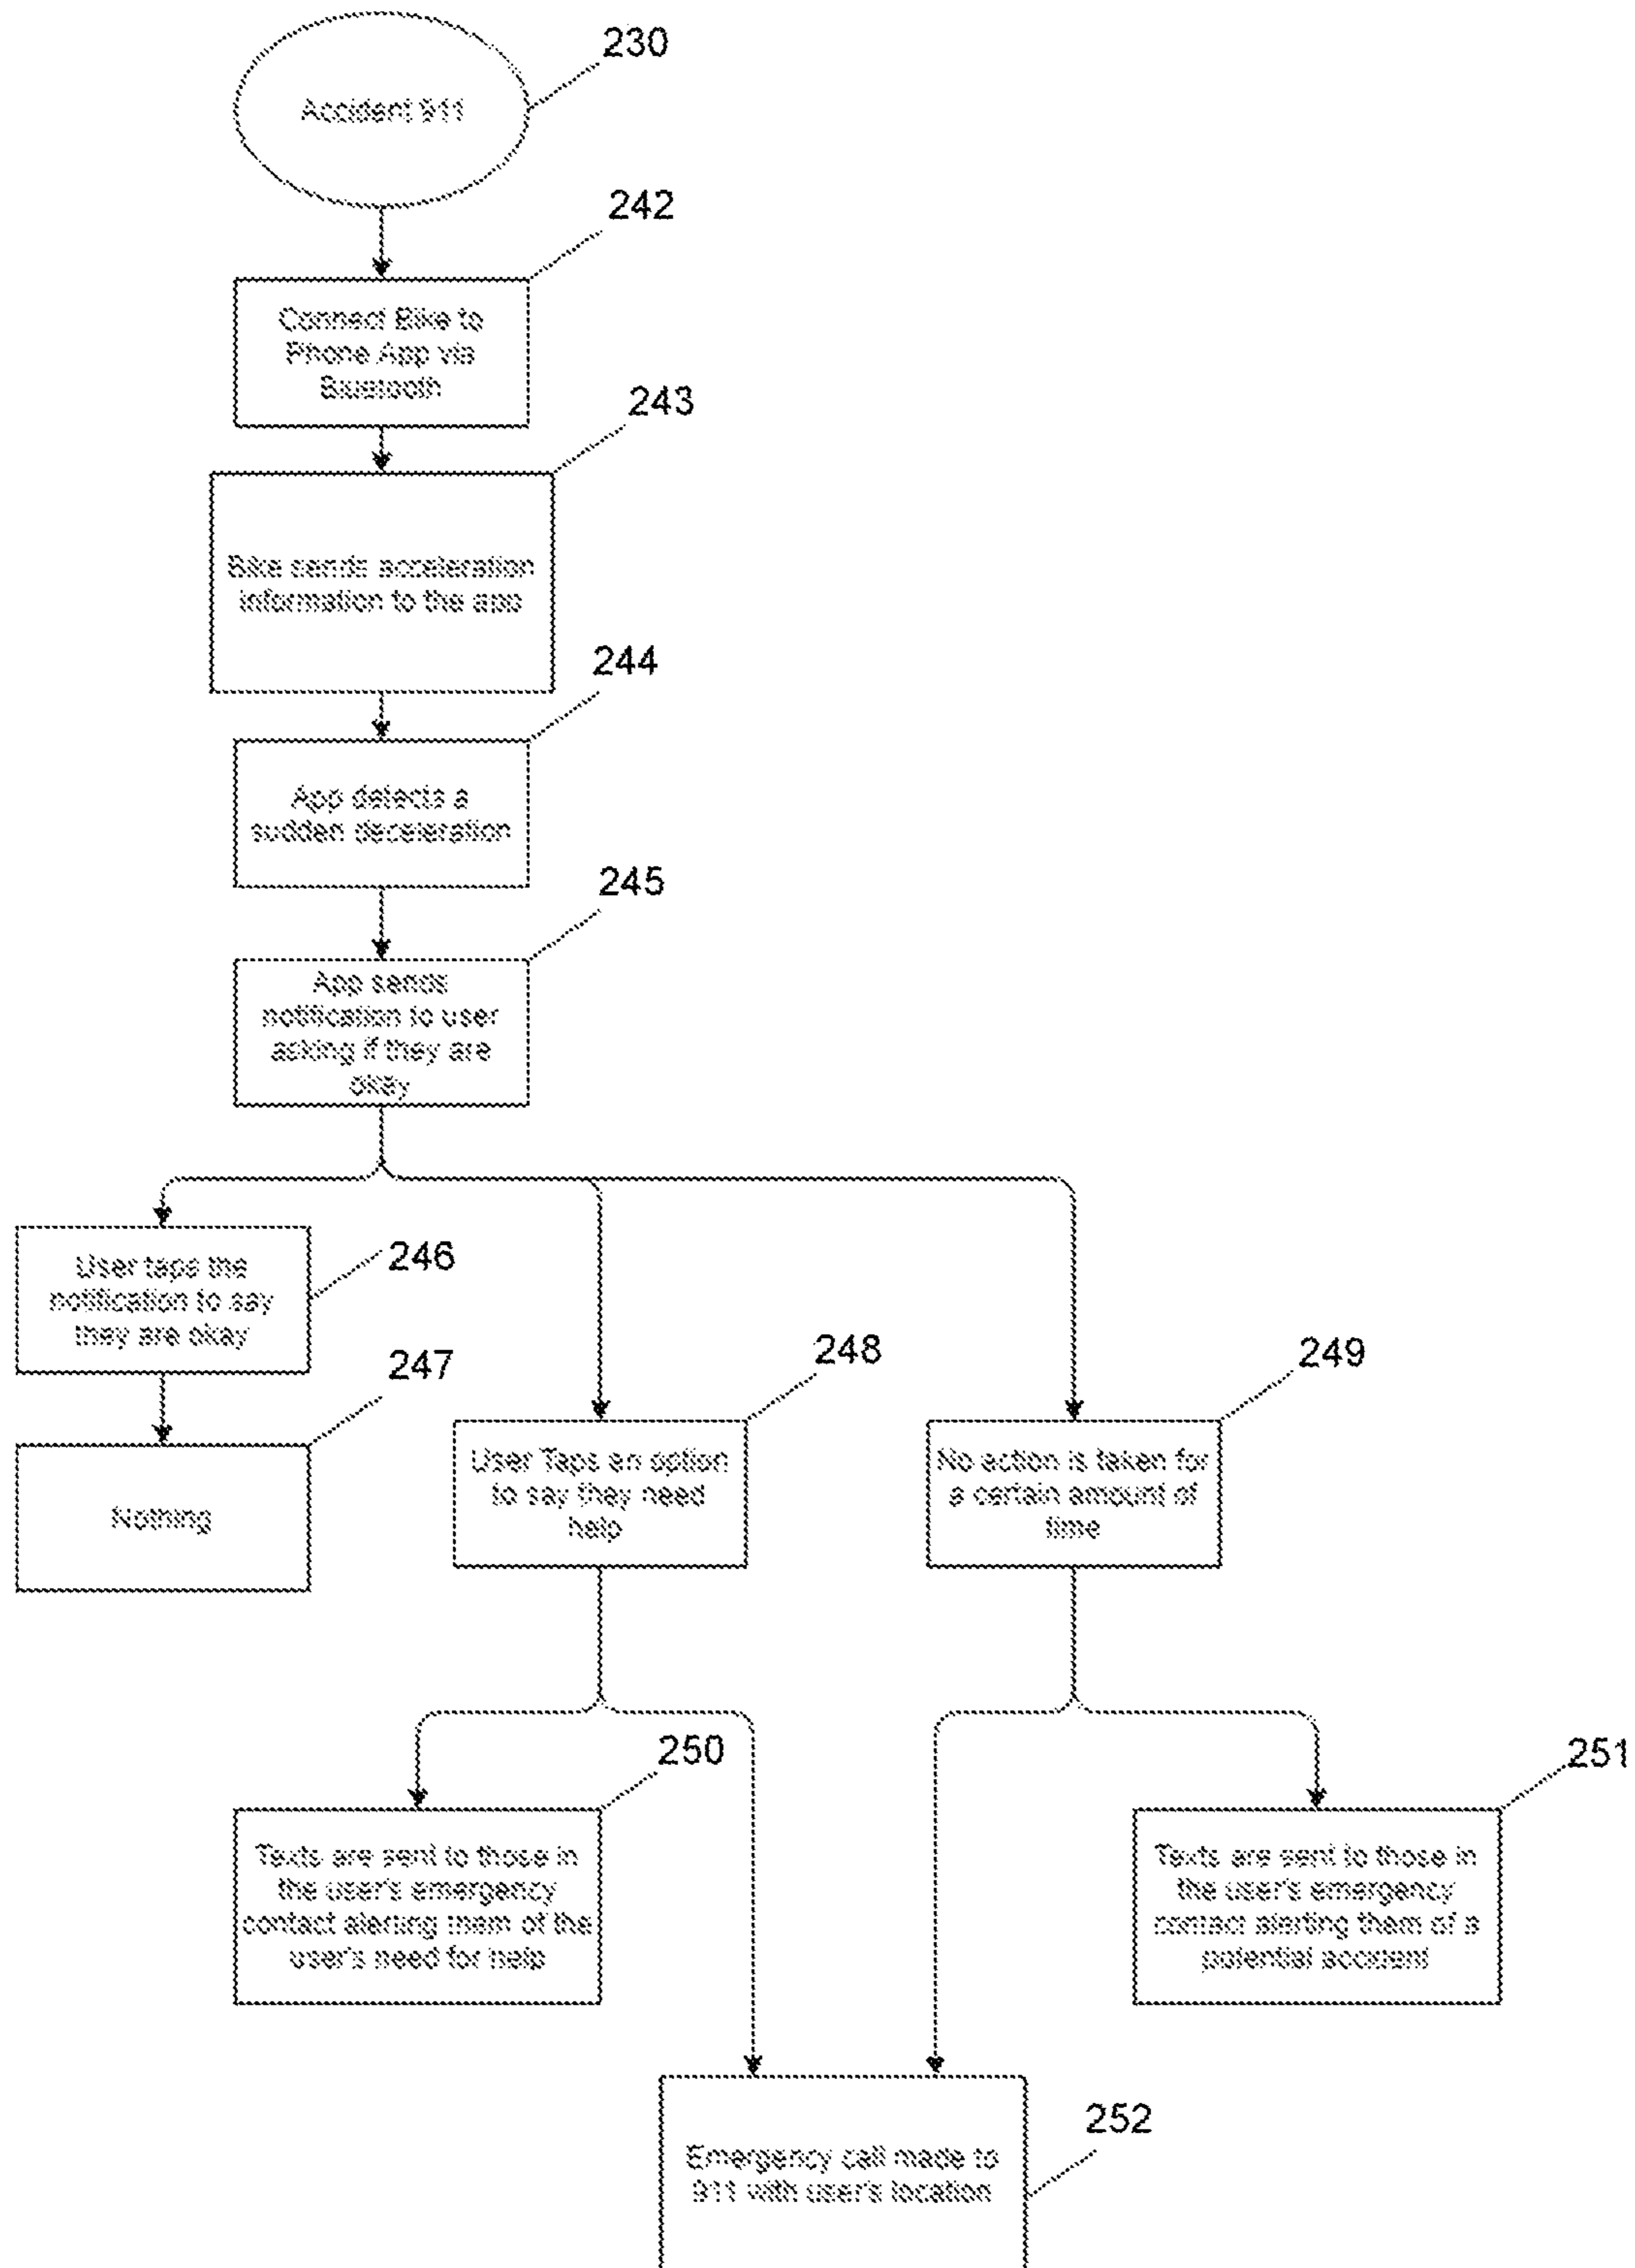 230
Accident 911
242
Connect Bike to
Phone App via
Bluetooth
243
Bike sends acceleration
information to the app
244
App detects a
sudden deceleration
245
App sends
notification to user
asking if they are
okay
246
User taps the
notification to say
they are okay
247
Nothing
248
User Taps an option
to say they need
help
249
No action is taken for
a certain amount of
time
250
Texts are sent to those in
the user's emergency
contact alerting them of the
user's need for help
251
Texts are sent to those in
the user's emergency
contact alerting them of a
potential accident
252
Emergency call made to
911 with user's location